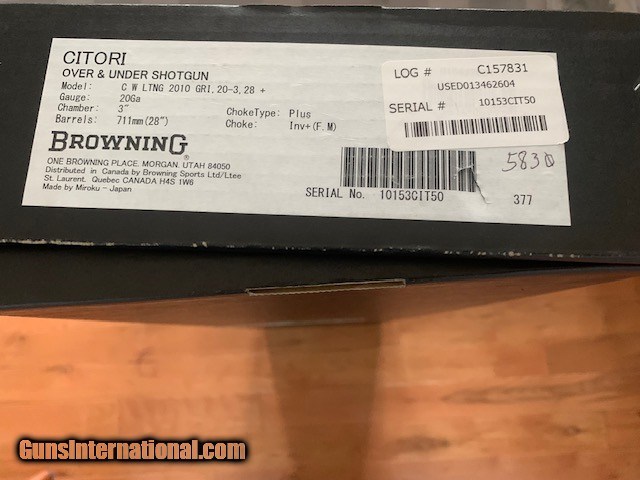 CITORI
OVER & UNDER SHOTGUN
Model: C W LTNG 2010 GRI,20-3,28 +
Gauge: 20Ga
Chamber: 3" ChokeType: Plus
Barrels: 711mm(28") Choke: Inv+(F.M)
BROWNING®
ONE BROWNING PLACE, MORGAN, UTAH 84050
Distributed in Canada by Browning Sports Ltd/Ltee
St. Laurent. Quebec CANADA H4S 1W6
Made by Miroku - Japan
SERIAL No. 10153CIT50 377
LOG # C157831
USED013462604
SERIAL # 10153CIT50
5830
GunsInternational.com